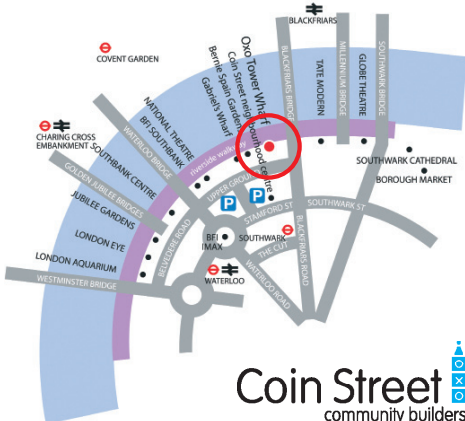 BLACKFRIARS
COVENT GARDEN
CHARING CROSS
EMBANKMENT
GOLDEN JUBILEE BRIDGES
WATERLOO BRIDGE
BLACKFRIARS BRIDGE
MILLENNIUM BRIDGE
SOUTHWARK BRIDGE
WESTMINSTER BRIDGE
LONDON AQUARIUM
LONDON EYE
JUBILEE GARDENS
SOUTHBANK CENTRE
BFI SOUTHBANK
NATIONAL THEATRE
Gabriel's Wharf
Bernie Spain Gardens
Coin Street neighbourhood centre
Oxo Tower Wharf
TATE MODERN
GLOBE THEATRE
SOUTHWARK CATHEDRAL
BOROUGH MARKET
riverside walkway
UPPER GROUND
P
P
STAMFORD ST
SOUTHWARK ST
BELVEDERE ROAD
BFI
IMAX
SOUTHWARK
THE CUT
BLACKFRIARS ROAD
WATERLOO ROAD
WATERLOO
Coin Street
OXO
community builders